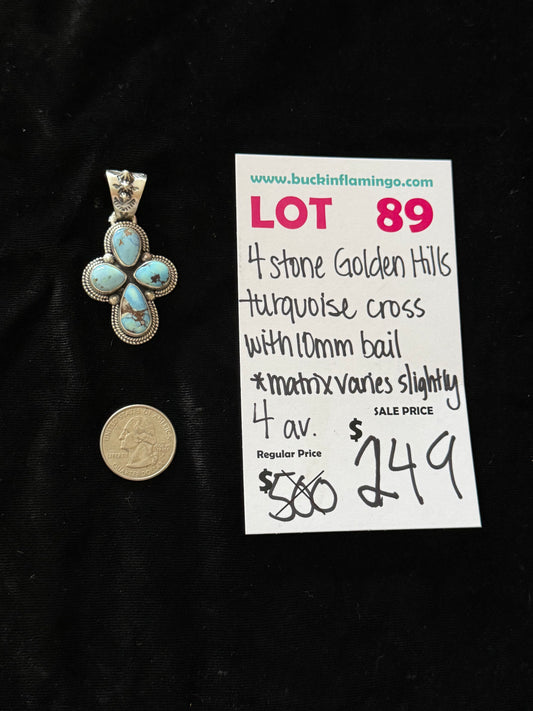 www.buckinflamingo.com
LOT 89
4 stone Golden Hills
turquoise cross
with 10mm bail
*matrix varies slightly
4 av.
SALE PRICE
$249
Regular Price
$500